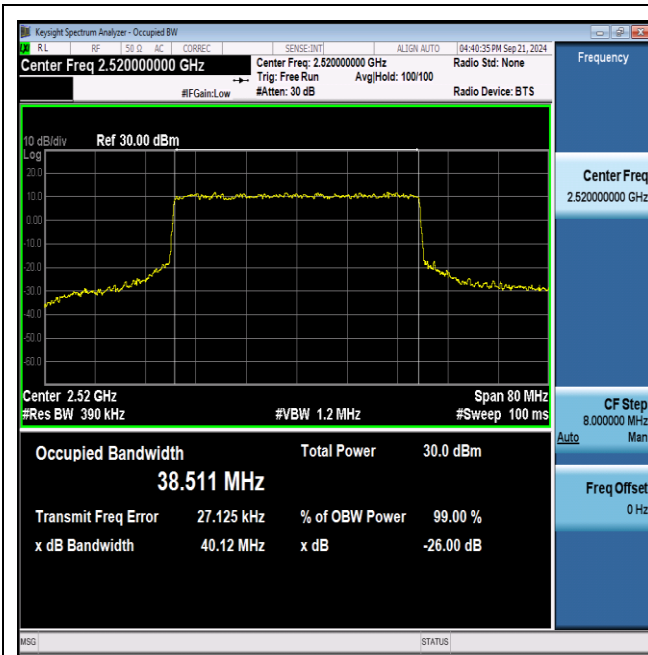 Keysight Spectrum Analyzer - Occupied BW
RL RF 50 Ω AC CORREC SENSE:INT ALIGN AUTO 04:40:35 PM Sep 21, 2024
Center Freq 2.520000000 GHz
Center Freq: 2.520000000 GHz Radio Std: None
Trig: Free Run Avg|Hold: 100/100
#IFGain:Low #Atten: 30 dB Radio Device: BTS
10 dB/div Ref 30.00 dBm
Log
20.0
10.0
0.00
-10.0
-20.0
-30.0
-40.0
-50.0
-60.0
Center 2.52 GHz Span 80 MHz
#Res BW 390 kHz #VBW 1.2 MHz #Sweep 100 ms
Occupied Bandwidth Total Power 30.0 dBm
38.511 MHz
Transmit Freq Error 27.125 kHz % of OBW Power 99.00 %
x dB Bandwidth 40.12 MHz x dB -26.00 dB
MSG STATUS
Frequency
Center Freq
2.520000000 GHz
CF Step
8.000000 MHz
Auto Man
Freq Offset
0 Hz